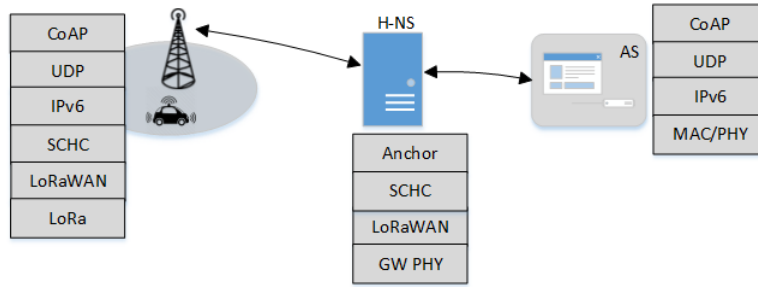 CoAP
UDP
IPv6
SCHC
LoRaWAN
LoRa
H-NS
Anchor
SCHC
LoRaWAN
GW PHY
AS
CoAP
UDP
IPv6
MAC/PHY